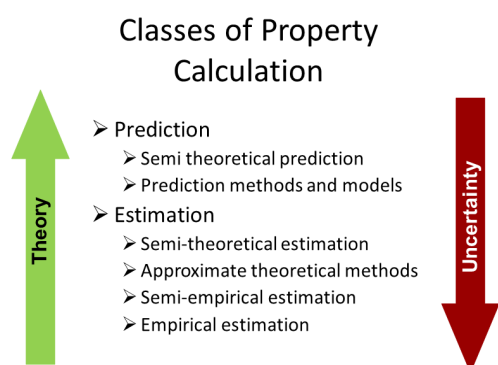 Classes of Property
Calculation
Prediction
Semi theoretical prediction
Prediction methods and models
Estimation
Semi-theoretical estimation
Approximate theoretical methods
Semi-empirical estimation
Empirical estimation
Theory
Uncertainty